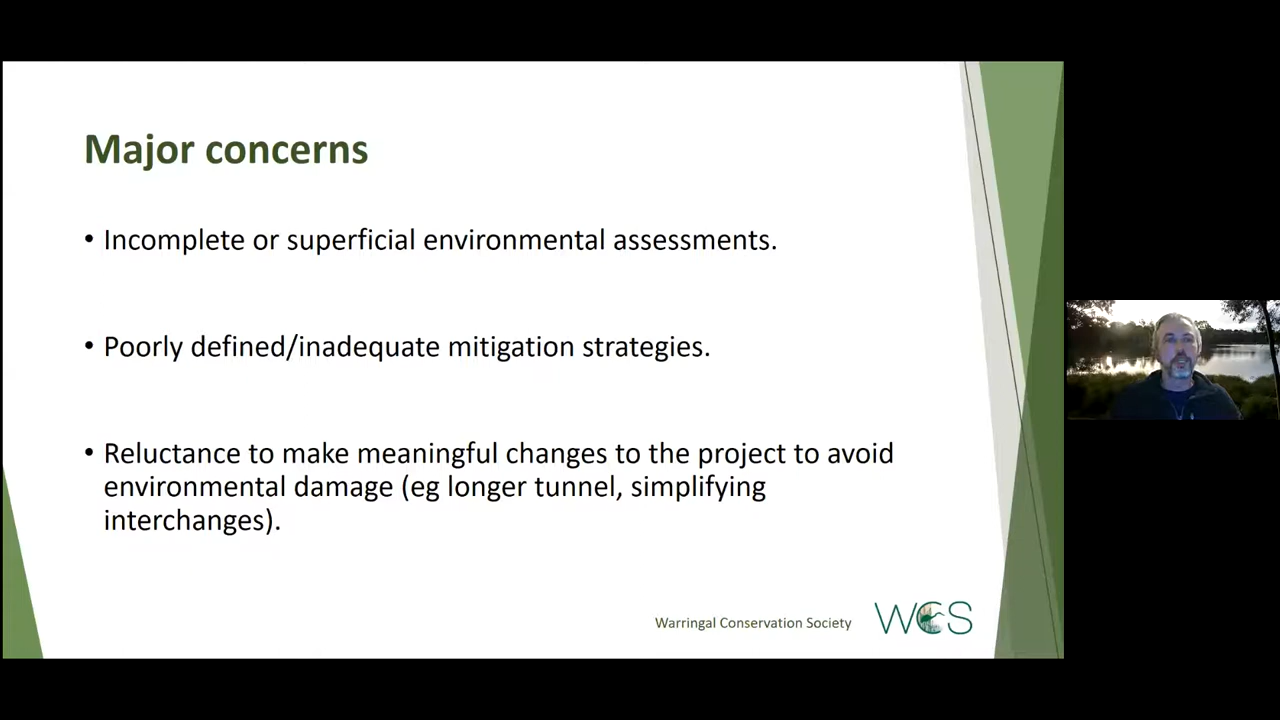 Major concerns
• Incomplete or superficial environmental assessments.
• Poorly defined/inadequate mitigation strategies.
• Reluctance to make meaningful changes to the project to avoid
environmental damage (eg longer tunnel, simplifying
interchanges).
Warringal Conservation Society
WCS